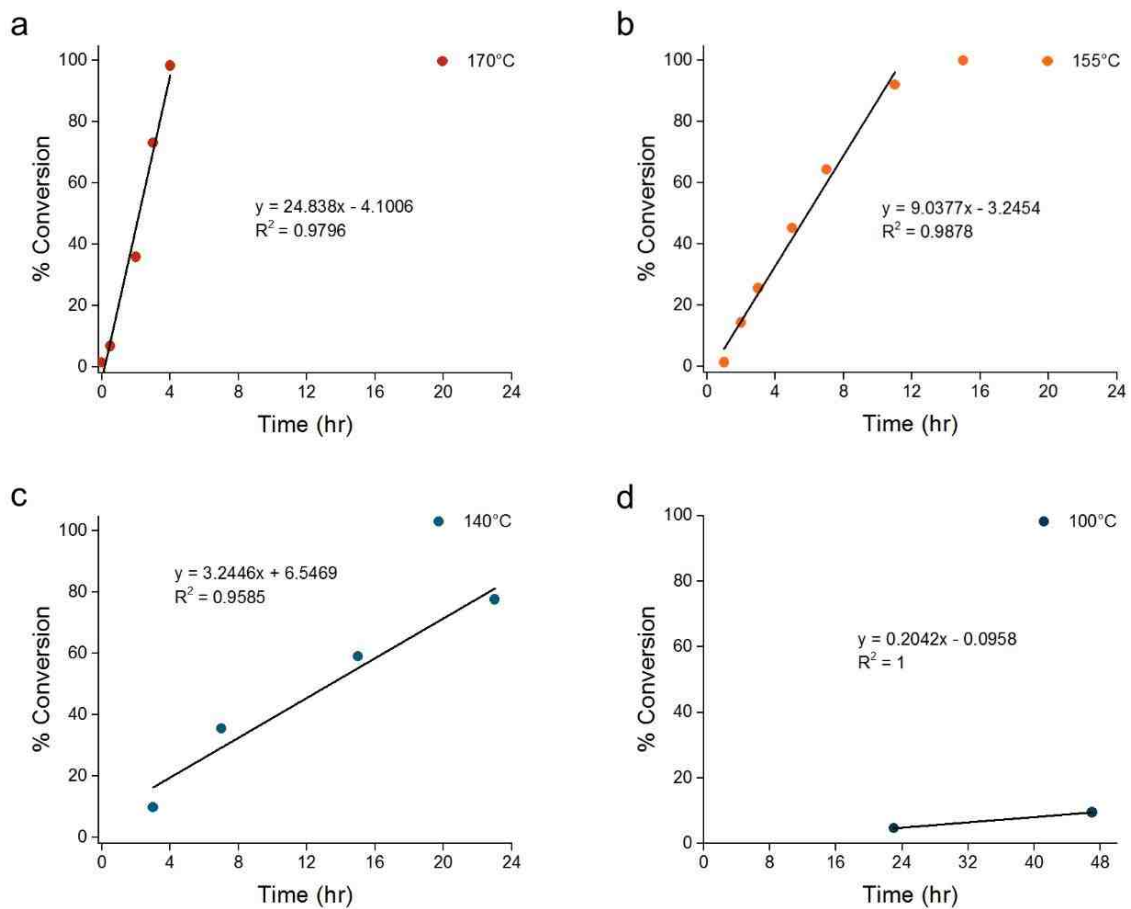 a
170°C
100
80
60
40
20
0
% Conversion
y = 24.838x - 4.1006
R² = 0.9796
0 4 8 12 16 20 24
Time (hr)
b
155°C
100
80
60
40
20
0
% Conversion
y = 9.0377x - 3.2454
R² = 0.9878
0 4 8 12 16 20 24
Time (hr)
c
140°C
100
80
60
40
20
0
% Conversion
y = 3.2446x + 6.5469
R² = 0.9585
0 4 8 12 16 20 24
Time (hr)
d
100°C
100
80
60
40
20
0
% Conversion
y = 0.2042x - 0.0958
R² = 1
0 8 16 24 32 40 48
Time (hr)